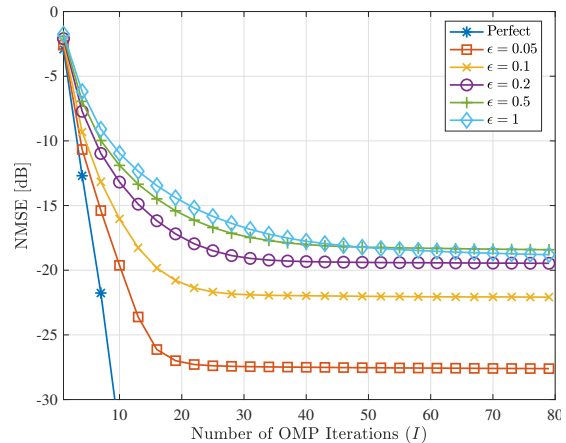 0
-5
-10
-15
-20
-25
-30
10 20 30 40 50 60 70 80
NMSE [dB]
Number of OMP Iterations (I)
Perfect
ϵ = 0.05
ϵ = 0.1
ϵ = 0.2
ϵ = 0.5
ϵ = 1